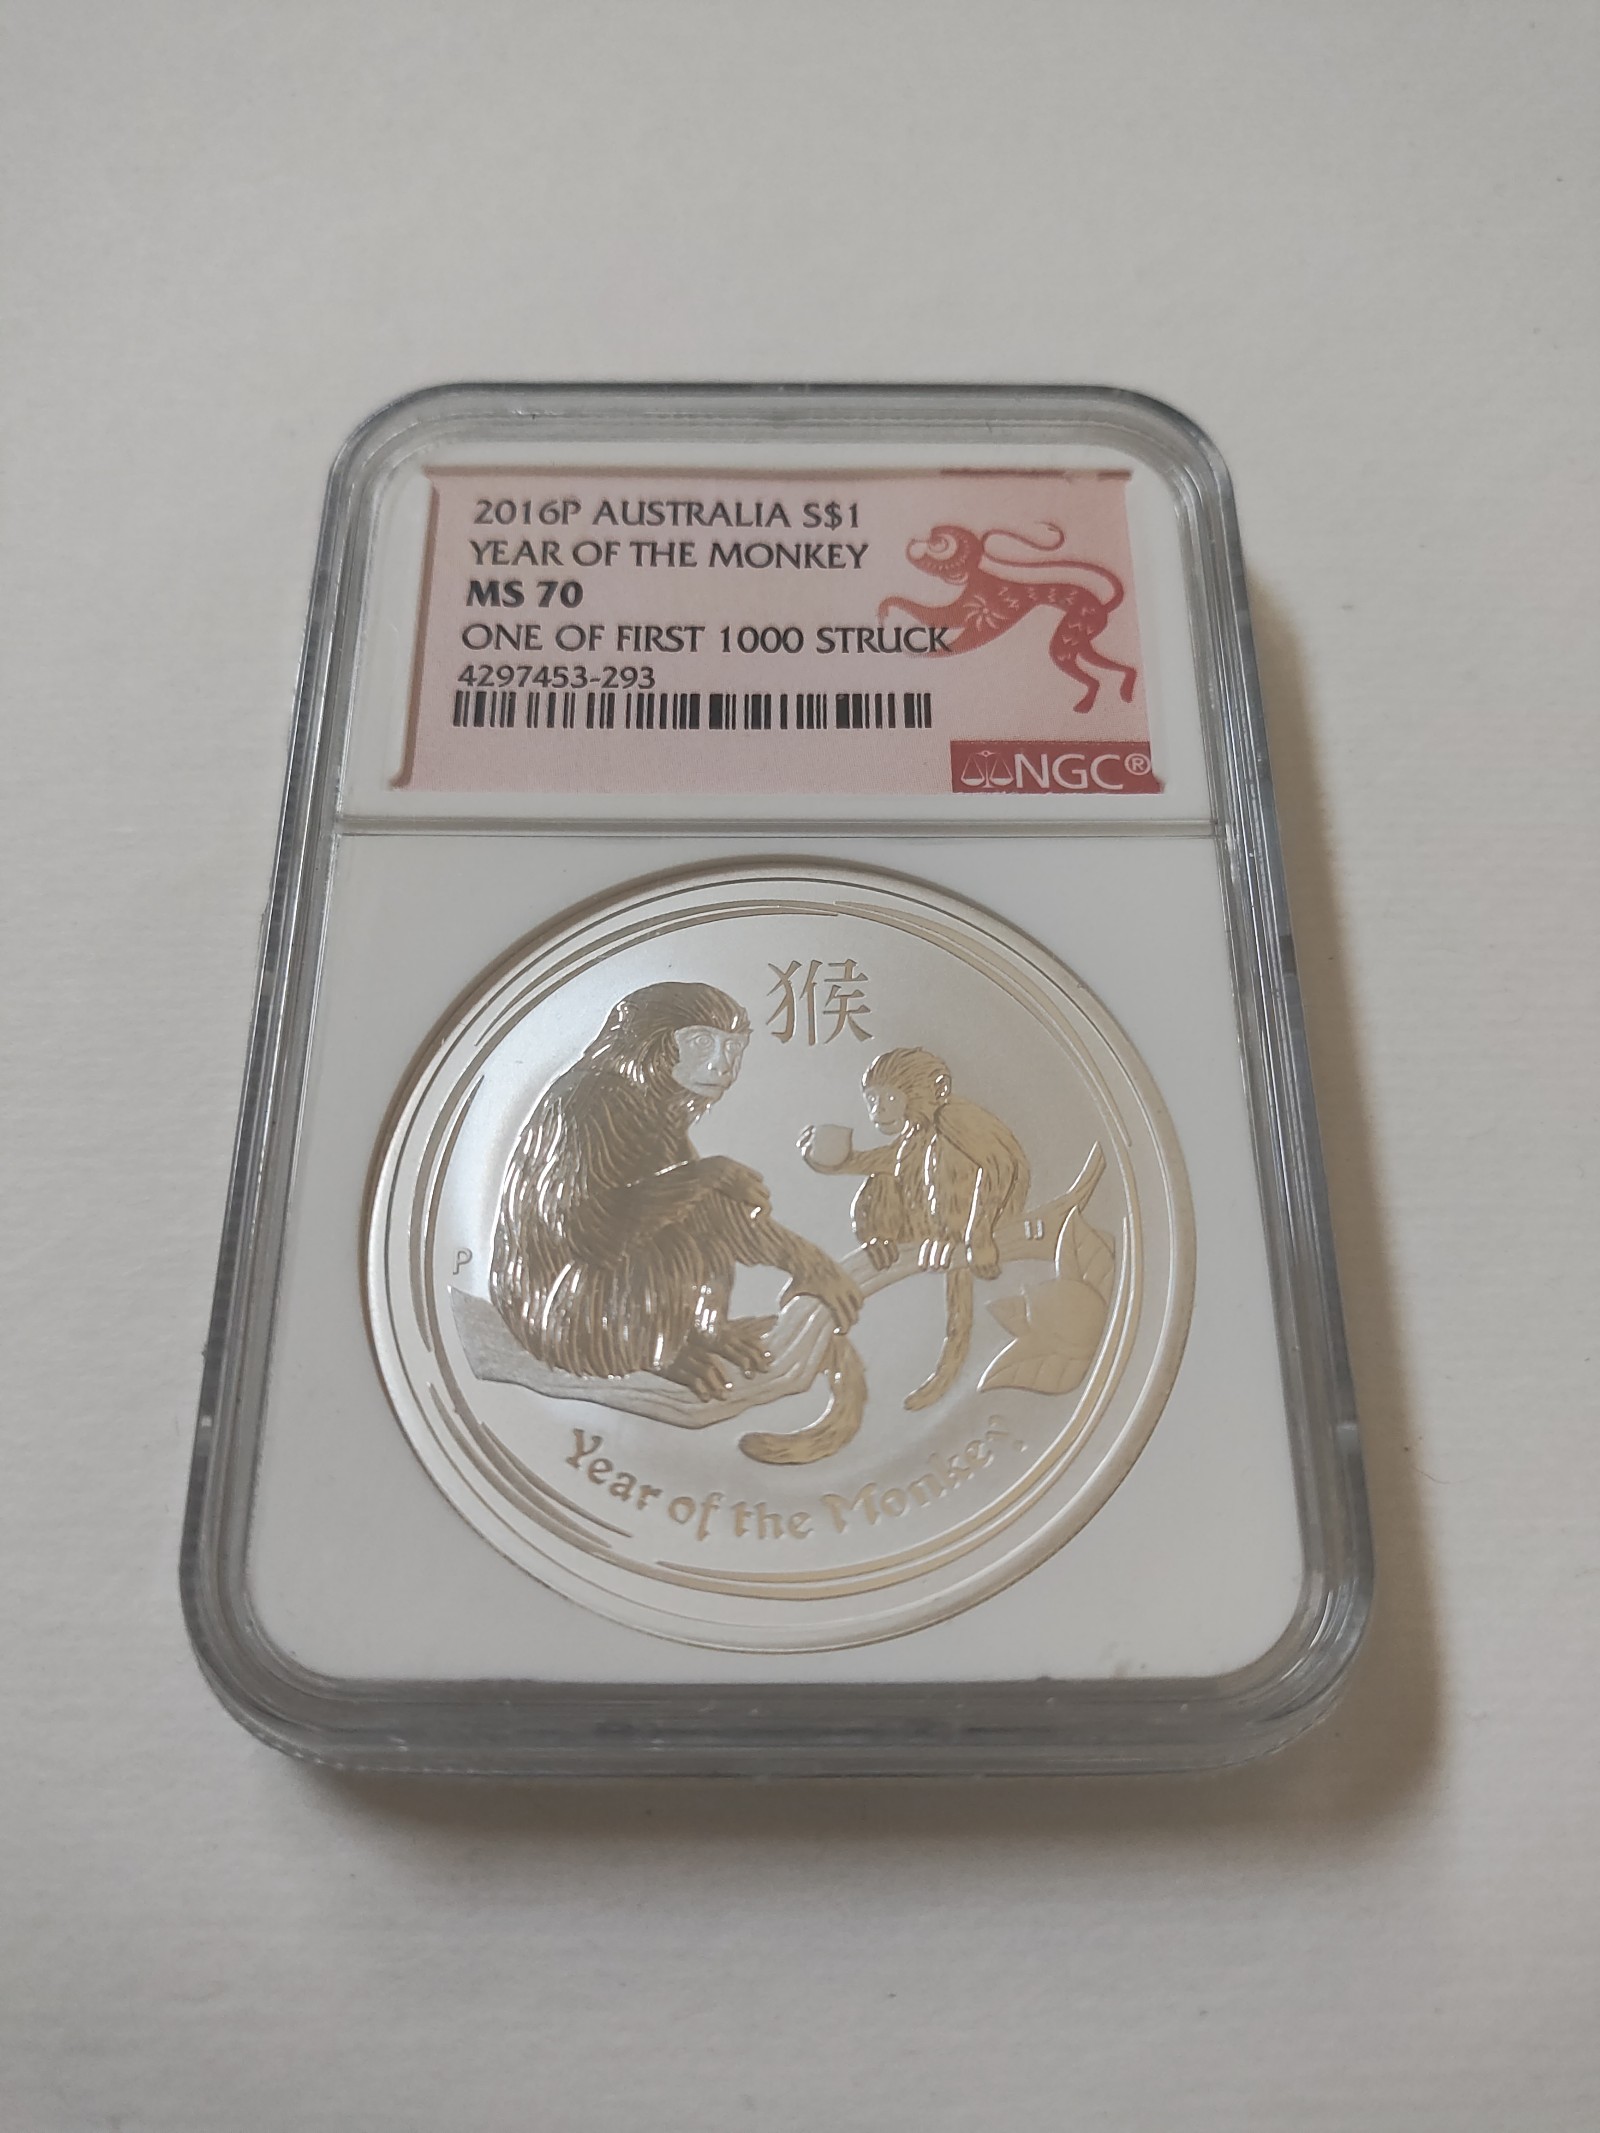 2016P AUSTRALIA S$1
YEAR OF THE MONKEY
MS 70
ONE OF FIRST 1000 STRUCK
4297453-293
NGC®
猴
P
Year of the Monkey